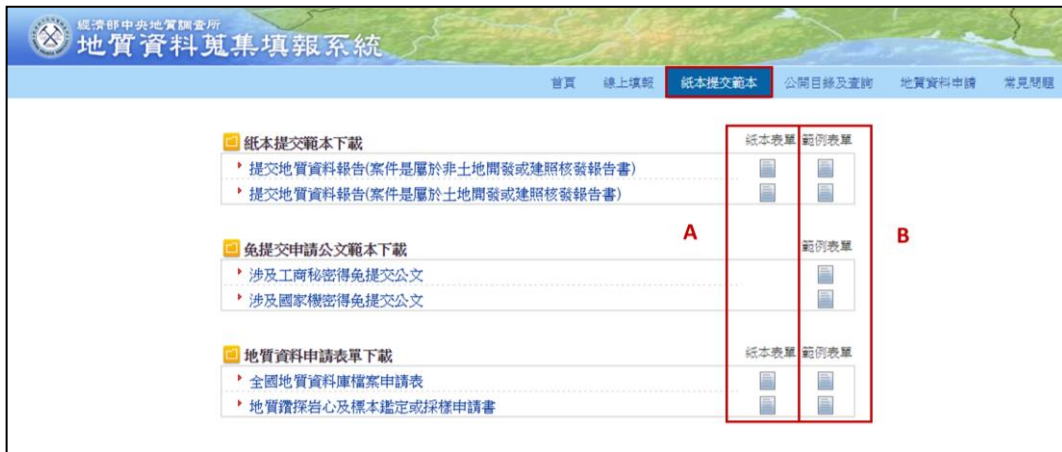 經濟部中央地質調查所
地質資料蒐集填報系統
首頁 線上填報 紙本提交範本 公開目錄及查詢 地質資料申請 常見問題
紙本提交範本下載 紙本表單 範例表單
提交地質資料報告(案件是屬於非土地開發或建照核發報告書)
提交地質資料報告(案件是屬於土地開發或建照核發報告書)
A
B
免提交申請公文範本下載 範例表單
涉及工商秘密得免提交公文
涉及國家機密得免提交公文
地質資料申請表單下載 紙本表單 範例表單
全國地質資料庫檔案申請表
地質鑽探岩心及標本鑑定或採樣申請書